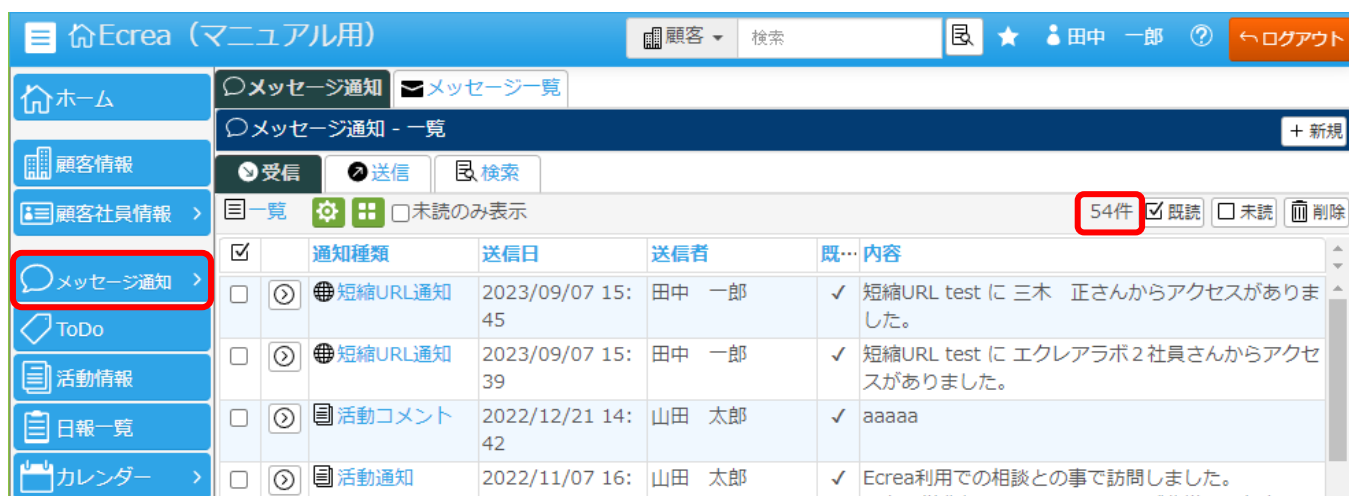 Ecrea（マニュアル用）
顧客 検索 田中 一郎 ログアウト
ホーム
顧客情報
顧客社員情報
メッセージ通知
ToDo
活動情報
日報一覧
カレンダー
メッセージ通知 メッセージ一覧
メッセージ通知 - 一覧 + 新規
受信 送信 検索
一覧 未読のみ表示 54件 既読 未読 削除
通知種類 送信日 送信者 既… 内容
短縮URL通知 2023/09/07 15: 田中 一郎 ✓ 短縮URL test に 三木 正さんからアクセスがありま
45 した。
短縮URL通知 2023/09/07 15: 田中 一郎 ✓ 短縮URL test に エクレアラボ２社員さんからアクセ
39 スがありました。
活動コメント 2022/12/21 14: 山田 太郎 ✓ aaaaa
42
活動通知 2022/11/07 16: 山田 太郎 ✓ Ecrea利用での相談との事で訪問しました。